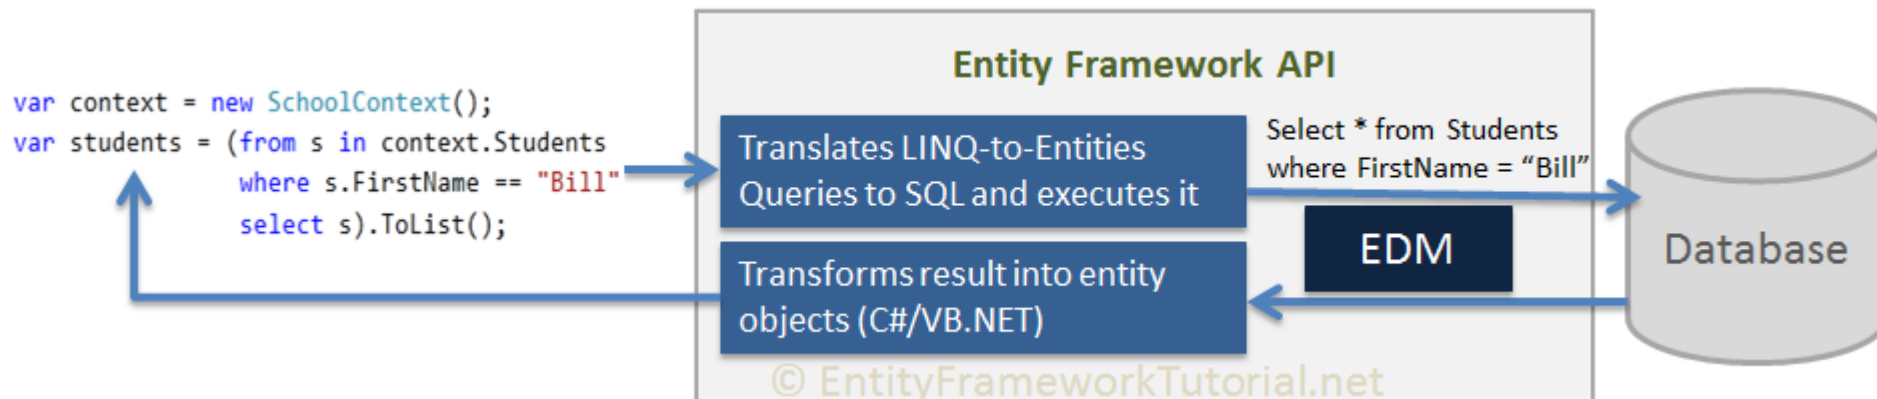 var context = new SchoolContext();
var students = (from s in context.Students
where s.FirstName == "Bill"
select s).ToList();
Entity Framework API
Translates LINQ-to-Entities
Queries to SQL and executes it
Select * from Students
where FirstName = “Bill”
EDM
Database
Transforms result into entity
objects (C#/VB.NET)
© EntityFrameworkTutorial.net